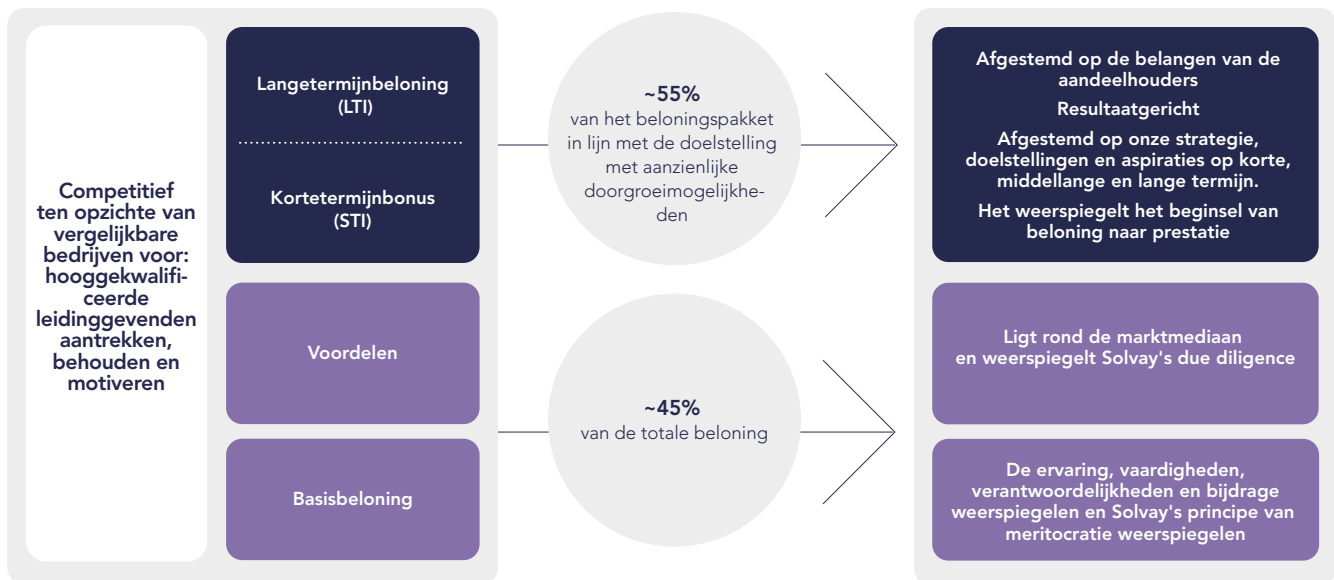 Competitief
ten opzichte van
vergelijkbare
bedrijven voor:
hooggekwalifi-
ceerde
leidinggevenden
aantrekken,
behouden en
motiveren
Langetermijnbeloning
(LTI)
Kortetermijnbonus
(STI)
Voordelen
Basisbeloning
~55%
van het beloningspakket
in lijn met de doelstelling
met aanzienlijke
doorgroeimogelijkhe-
den
~45%
van de totale beloning
Afgestemd op de belangen van de
aandeelhouders
Resultaatgericht
Afgestemd op onze strategie,
doelstellingen en aspiraties op korte,
middellange en lange termijn.
Het weerspiegelt het beginsel van
beloning naar prestatie
Ligt rond de marktmediaan
en weerspiegelt Solvay's due diligence
De ervaring, vaardigheden,
verantwoordelijkheden en bijdrage
weerspiegelen en Solvay's principe van
meritocratie weerspiegelen